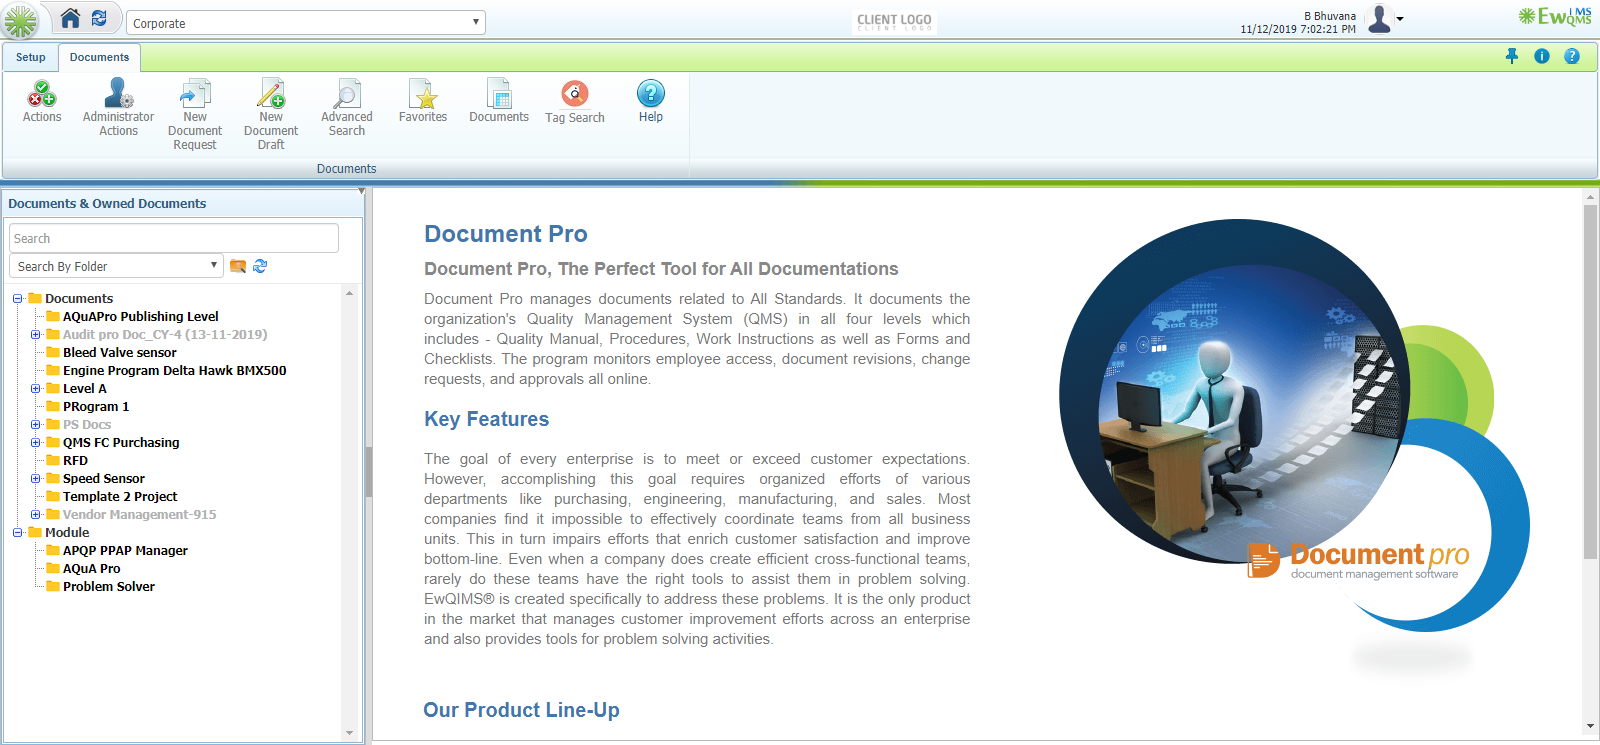 Corporate
CLIENT LOGO
CLIENT LOGO
B Bhuvana
11/12/2019 7:02:21 PM
EwQIMS
QMS
Setup
Documents
Actions
Administrator
Actions
New
Document
Request
New
Document
Draft
Advanced
Search
Favorites
Documents
Tag Search
Help
Documents
Documents & Owned Documents
Search
Search By Folder
Documents
AQuAPro Publishing Level
Audit pro Doc_CY-4 (13-11-2019)
Bleed Valve sensor
Engine Program Delta Hawk BMX500
Level A
PRogram 1
PS Docs
QMS FC Purchasing
RFD
Speed Sensor
Template 2 Project
Vendor Management-915
Module
APQP PPAP Manager
AQuA Pro
Problem Solver
Document Pro
Document Pro, The Perfect Tool for All Documentations
Document Pro manages documents related to All Standards. It documents the
organization's Quality Management System (QMS) in all four levels which
includes - Quality Manual, Procedures, Work Instructions as well as Forms and
Checklists. The program monitors employee access, document revisions, change
requests, and approvals all online.
Key Features
The goal of every enterprise is to meet or exceed customer expectations.
However, accomplishing this goal requires organized efforts of various
departments like purchasing, engineering, manufacturing, and sales. Most
companies find it impossible to effectively coordinate teams from all business
units. This in turn impairs efforts that enrich customer satisfaction and improve
bottom-line. Even when a company does create efficient cross-functional teams,
rarely do these teams have the right tools to assist them in problem solving.
EwQIMS® is created specifically to address these problems. It is the only product
in the market that manages customer improvement efforts across an enterprise
and also provides tools for problem solving activities.
Our Product Line-Up
Document pro
document management software